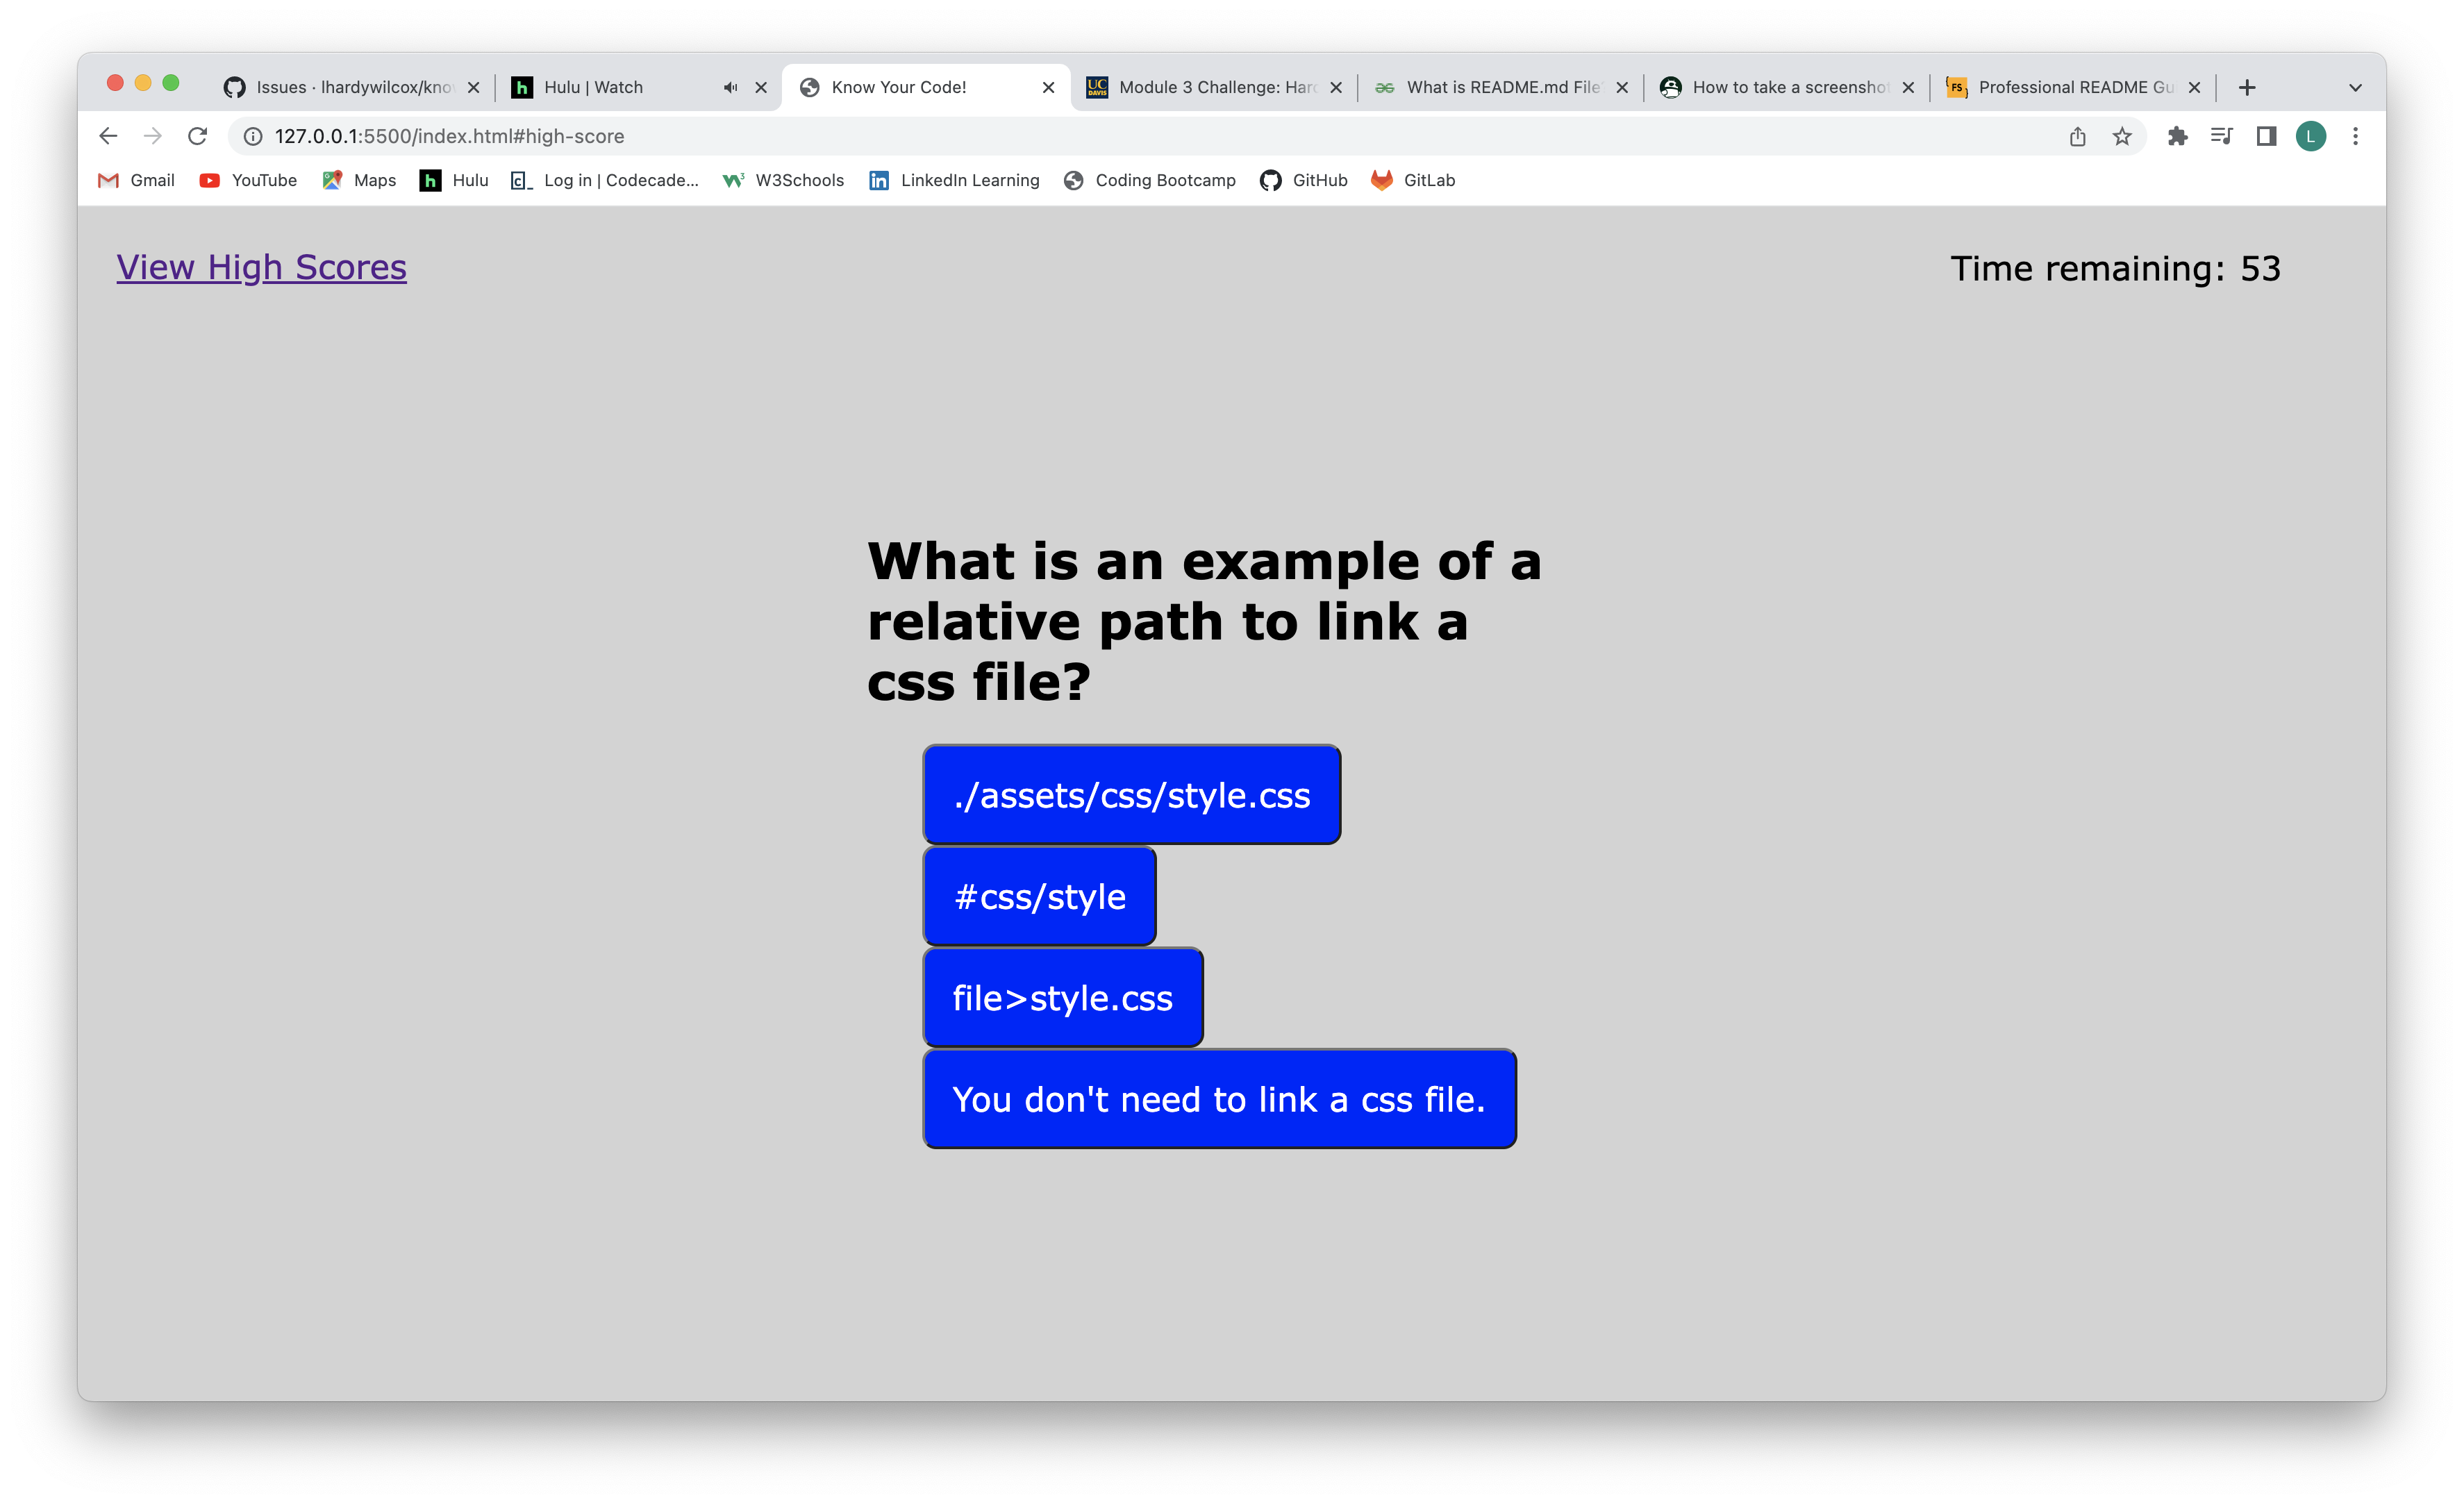 Issues · lhardywilcox/kno
Hulu | Watch
Know Your Code!
Module 3 Challenge: Har
What is README.md File
How to take a screensho
Professional README Gu
127.0.0.1:5500/index.html#high-score
L
Gmail
YouTube
Maps
Hulu
Log in | Codecade...
W3Schools
LinkedIn Learning
Coding Bootcamp
GitHub
GitLab
View High Scores
Time remaining: 53
What is an example of a
relative path to link a
css file?
./assets/css/style.css
#css/style
file>style.css
You don't need to link a css file.